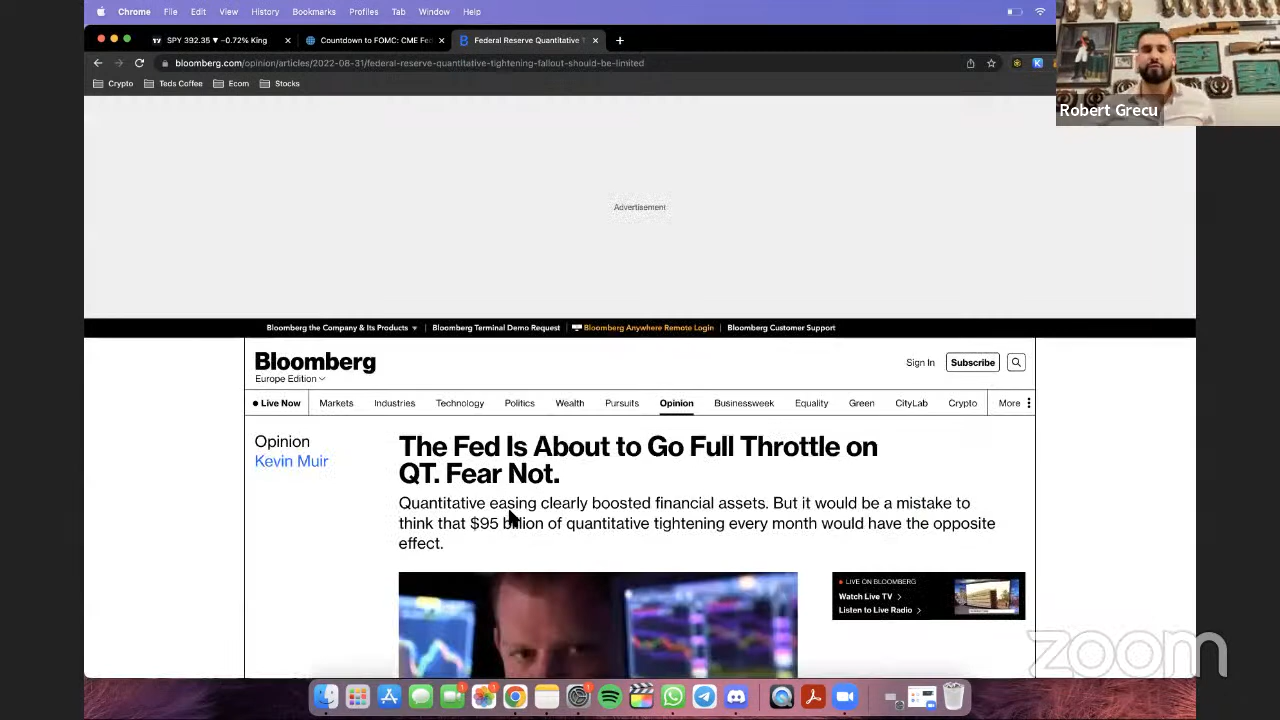 Chrome File Edit View History Bookmarks Profiles Tab Window Help
SPY 392.35 ▼ −0.72% King
Countdown to FOMC: CME Fe
Federal Reserve Quantitative
bloomberg.com/opinion/articles/2022-08-31/federal-reserve-quantitative-tightening-fallout-should-be-limited
Crypto Teds Coffee Ecom Stocks
Robert Grecu
Advertisement
Bloomberg the Company & Its Products ▾ Bloomberg Terminal Demo Request Bloomberg Anywhere Remote Login Bloomberg Customer Support
Bloomberg
Europe Edition
Sign In Subscribe
Live Now Markets Industries Technology Politics Wealth Pursuits Opinion Businessweek Equality Green CityLab Crypto More
Opinion
Kevin Muir
The Fed Is About to Go Full Throttle on
QT. Fear Not.
Quantitative easing clearly boosted financial assets. But it would be a mistake to
think that $95 billion of quantitative tightening every month would have the opposite
effect.
LIVE ON BLOOMBERG
Watch Live TV >
Listen to Live Radio >
zoom